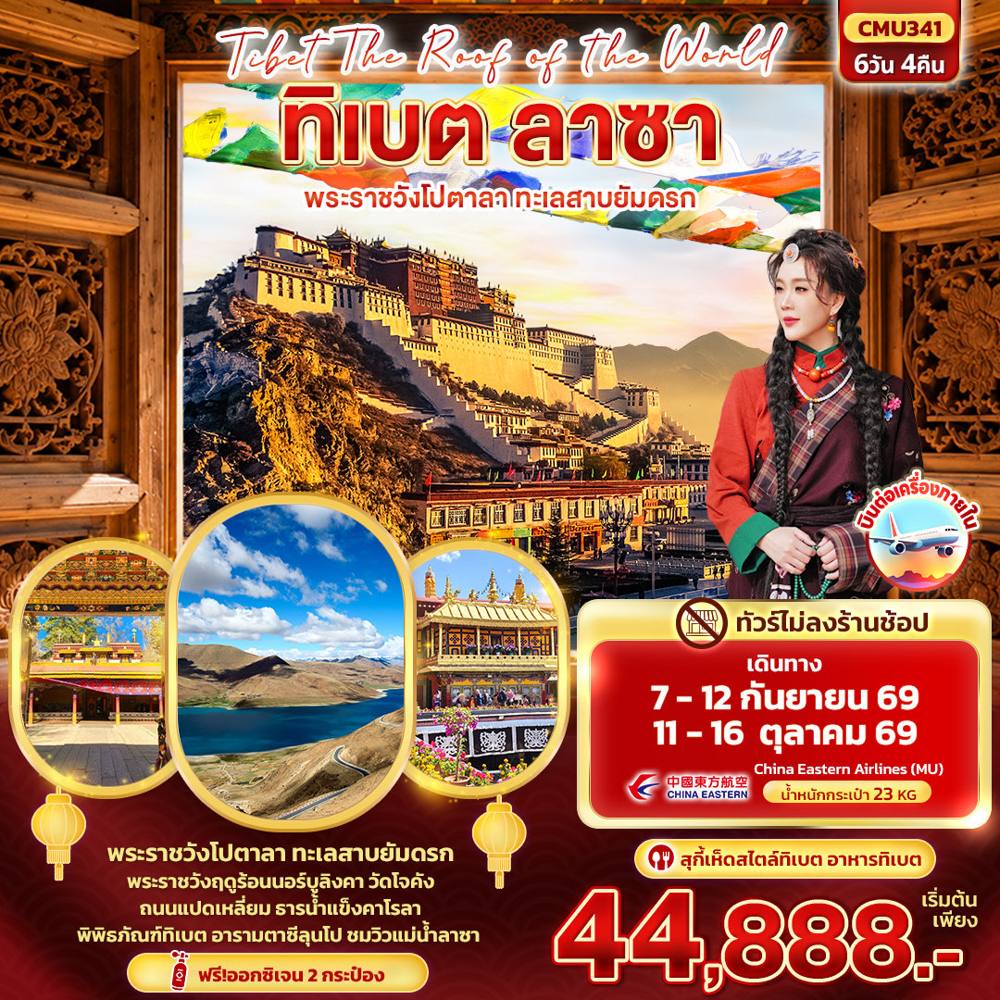 Tibet The Roof of the World
CMU341
6วัน 4คืน
ทิเบต ลาซา
พระราชวังโปตาลา ทะเลสาบยัมดรก
บินต่อเครื่องภายใน
ทัวร์ไม่ลงร้านช้อป
เดินทาง
7 - 12 กันยายน 69
11 - 16 ตุลาคม 69
China Eastern Airlines (MU)
中國東方航空
CHINA EASTERN
น้ำหนักกระเป๋า 23 KG
พระราชวังโปตาลา ทะเลสาบยัมดรก
พระราชวังฤดูร้อนนอร์บูลิงคา วัดโจคัง
ถนนแปดเหลี่ยม ธารน้ำแข็งคาโรลา
พิพิธภัณฑ์ทิเบต อารามตาชีลุนโป ชมวิวแม่น้ำลาซา
ฟรี!ออกซิเจน 2 กระป๋อง
สุกี้เห็ดสไตล์ทิเบต อาหารทิเบต
เริ่มต้น
เพียง
44,888.-